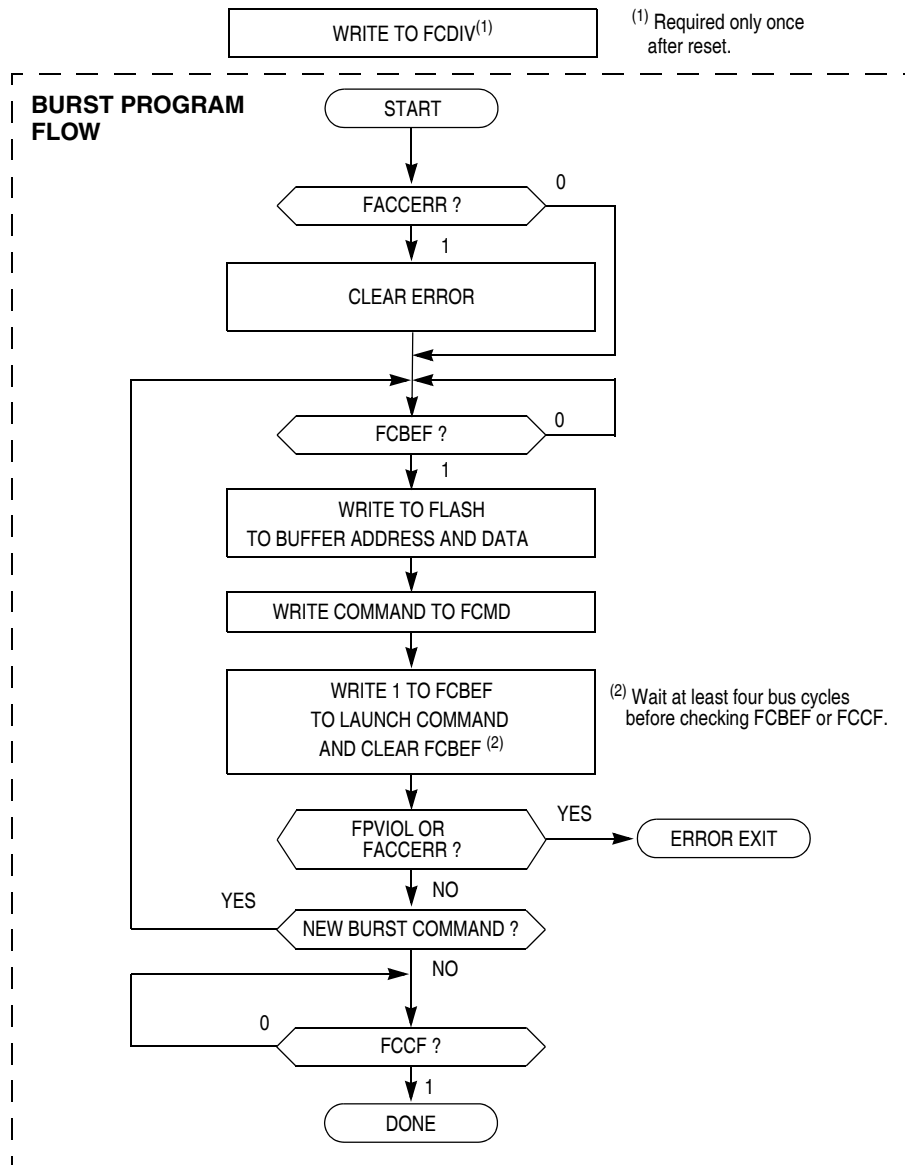 WRITE TO FCDIV(1)
(1) Required only once
after reset.
BURST PROGRAM
FLOW
START
FACCERR ?
0
1
CLEAR ERROR
FCBEF ?
0
1
WRITE TO FLASH
TO BUFFER ADDRESS AND DATA
WRITE COMMAND TO FCMD
WRITE 1 TO FCBEF
TO LAUNCH COMMAND
AND CLEAR FCBEF (2)
(2) Wait at least four bus cycles
before checking FCBEF or FCCF.
FPVIOL OR
FACCERR ?
YES
ERROR EXIT
NO
YES
NEW BURST COMMAND ?
NO
0
FCCF ?
1
DONE